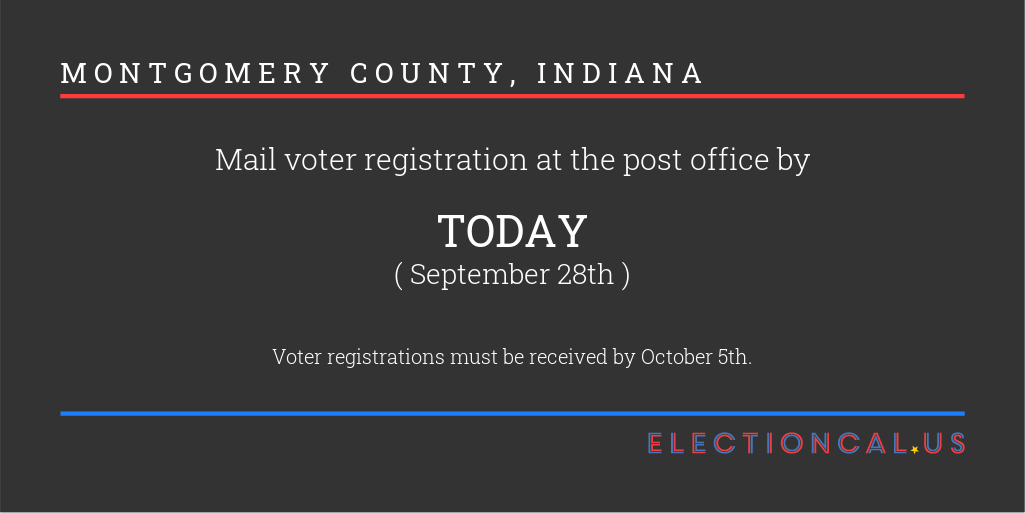 MONTGOMERY COUNTY, INDIANA
Mail voter registration at the post office by
TODAY
( September 28th )
Voter registrations must be received by October 5th.
ELECTIONCAL.US